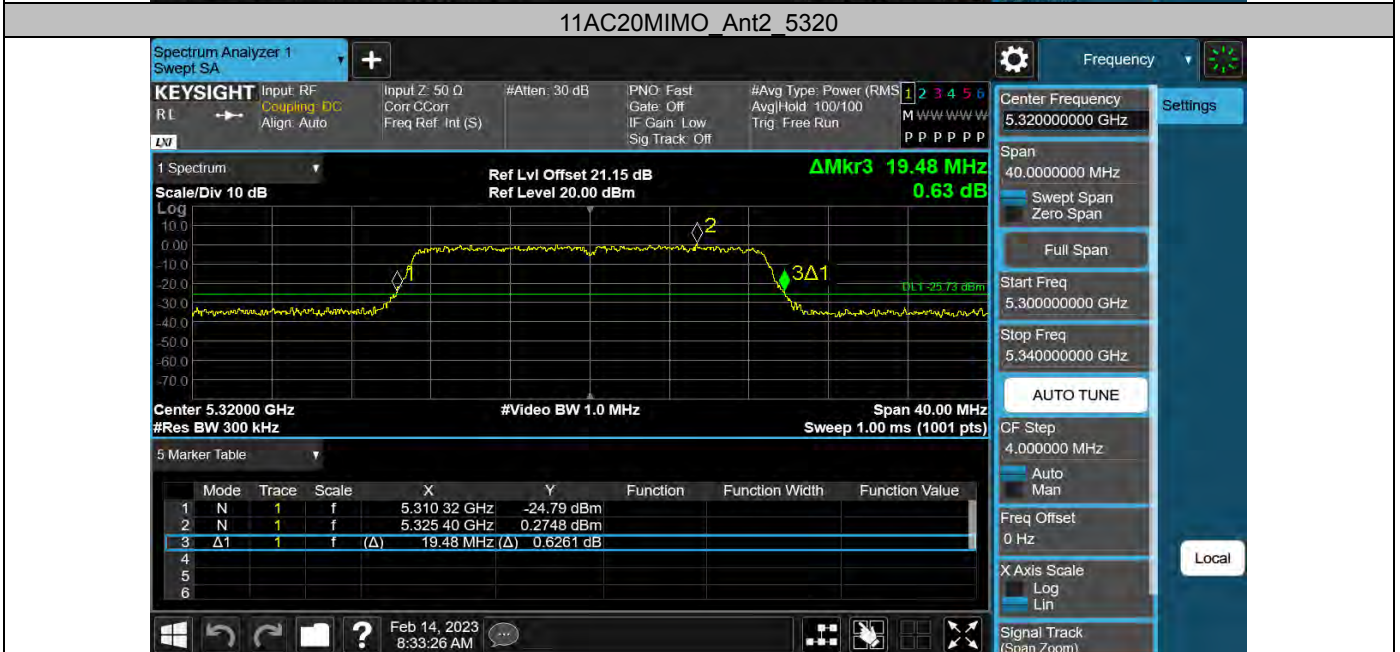 11AC20MIMO_Ant2_5320
Spectrum Analyzer 1
Swept SA
Frequency
KEYSIGHT
RL
LXI
Input: RF
Coupling: DC
Align: Auto
Input Z: 50 Ω
Corr CCorr
Freq Ref: Int (S)
#Atten: 30 dB
PNO: Fast
Gate: Off
IF Gain: Low
Sig Track: Off
#Avg Type: Power (RMS
Avg|Hold: 100/100
Trig: Free Run
1 2 3 4 5 6
M W W W W W
P P P P P P
Center Frequency
5.320000000 GHz
Settings
Span
40.0000000 MHz
Swept Span
Zero Span
Full Span
Start Freq
5.300000000 GHz
Stop Freq
5.340000000 GHz
AUTO TUNE
CF Step
4.000000 MHz
Auto
Man
Freq Offset
0 Hz
X Axis Scale
Log
Lin
Signal Track
(Span Zoom)
Local
1 Spectrum
Scale/Div 10 dB
Ref Lvl Offset 21.15 dB
Ref Level 20.00 dBm
ΔMkr3 19.48 MHz
0.63 dB
Log
10.0
0.00
-10.0
-20.0
-30.0
-40.0
-50.0
-60.0
-70.0
1
2
3Δ1
DL1 -25.73 dBm
Center 5.32000 GHz
#Res BW 300 kHz
#Video BW 1.0 MHz
Span 40.00 MHz
Sweep 1.00 ms (1001 pts)
5 Marker Table
Mode Trace Scale X Y Function Function Width Function Value
1 N 1 f 5.310 32 GHz -24.79 dBm
2 N 1 f 5.325 40 GHz 0.2748 dBm
3 Δ1 1 f (Δ) 19.48 MHz (Δ) 0.6261 dB
4
5
6
?
Feb 14, 2023
8:33:26 AM